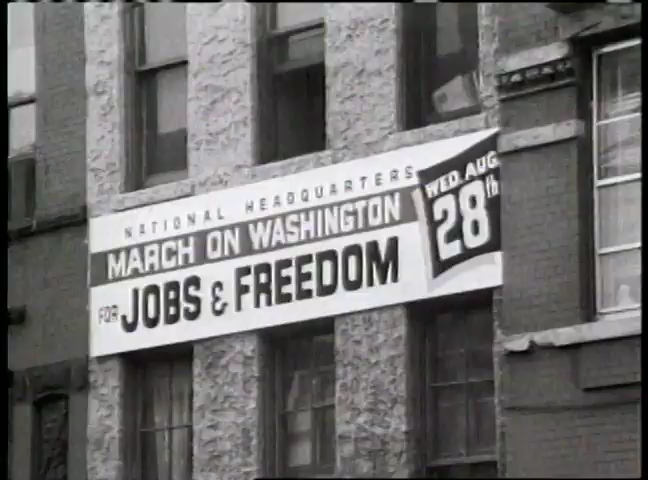 NATIONAL HEADQUARTERS
MARCH ON WASHINGTON
FOR JOBS & FREEDOM
WED. AUG.
28th